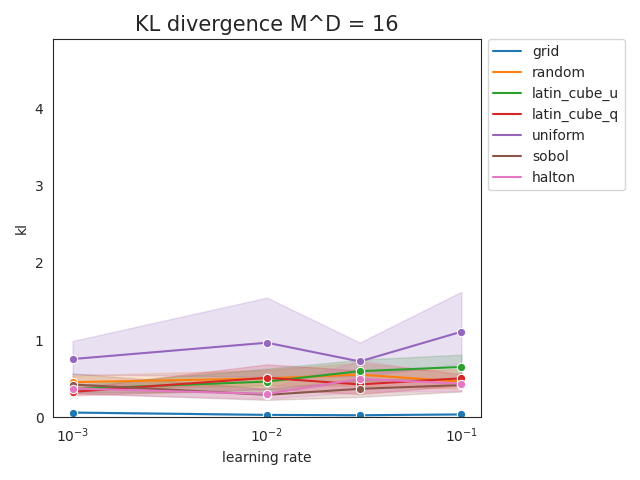 KL divergence M^D = 16
grid
random
latin_cube_u
latin_cube_q
uniform
sobol
halton
4
3
2
1
0
kl
10⁻³
10⁻²
10⁻¹
learning rate